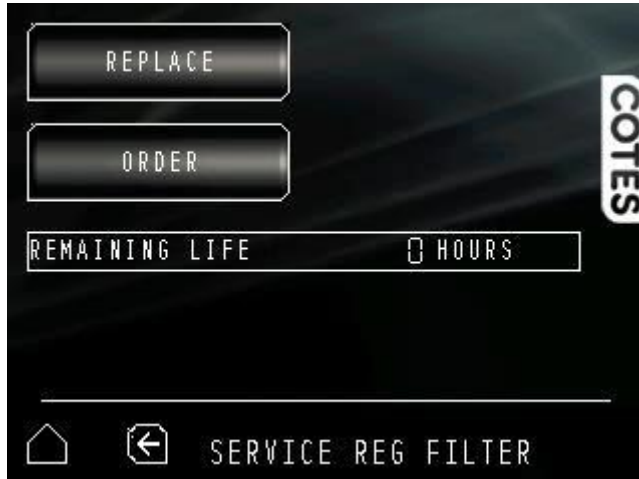 REPLACE
COTES
ORDER
REMAINING LIFE 0 HOURS
SERVICE REG FILTER